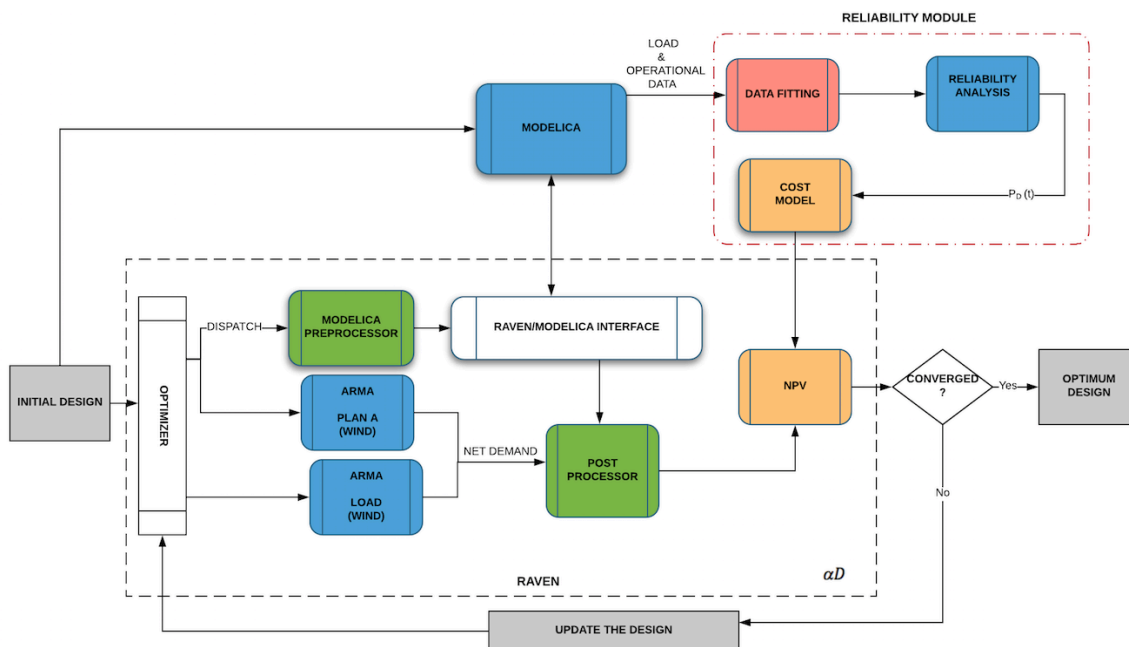 RELIABILITY MODULE
LOAD
&
OPERATIONAL
DATA
DATA FITTING
RELIABILITY
ANALYSIS
MODELICA
COST
MODEL
P_D (t)
DISPATCH
MODELICA
PREPROCESSOR
RAVEN/MODELICA INTERFACE
INITIAL DESIGN
OPTIMIZER
ARMA
PLAN A
(WIND)
NET DEMAND
ARMA
LOAD
(WIND)
POST
PROCESSOR
NPV
CONVERGED
?
Yes
OPTIMUM
DESIGN
No
RAVEN
αD
UPDATE THE DESIGN